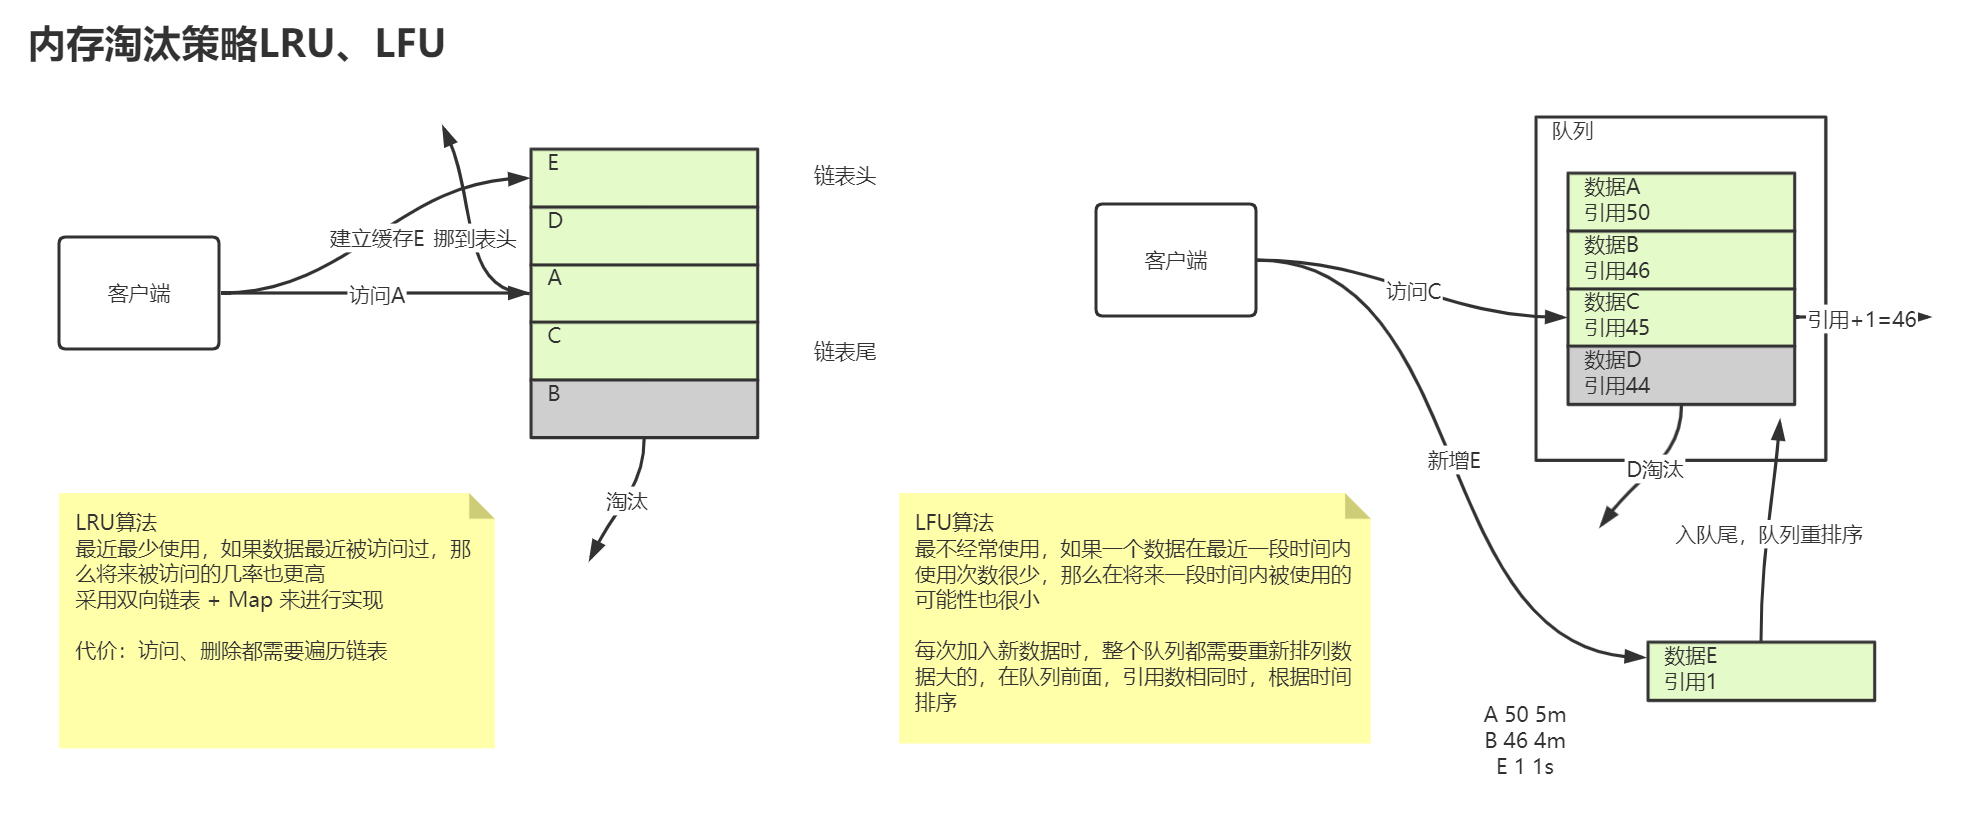 内存淘汰策略LRU、LFU
客户端
建立缓存E
挪到表头
访问A
E
D
A
C
B
链表头
链表尾
淘汰
LRU算法
最近最少使用，如果数据最近被访问过，那
么将来被访问的几率也更高
采用双向链表 + Map 来进行实现
代价：访问、删除都需要遍历链表
客户端
访问C
新增E
队列
数据A
引用50
数据B
引用46
数据C
引用45
数据D
引用44
引用+1=46
D淘汰
入队尾，队列重排序
数据E
引用1
LFU算法
最不经常使用，如果一个数据在最近一段时间内
使用次数很少，那么在将来一段时间内被使用的
可能性也很小
每次加入新数据时，整个队列都需要重新排列数
据大的，在队列前面，引用数相同时，根据时间
排序
A 50 5m
B 46 4m
E 1 1s